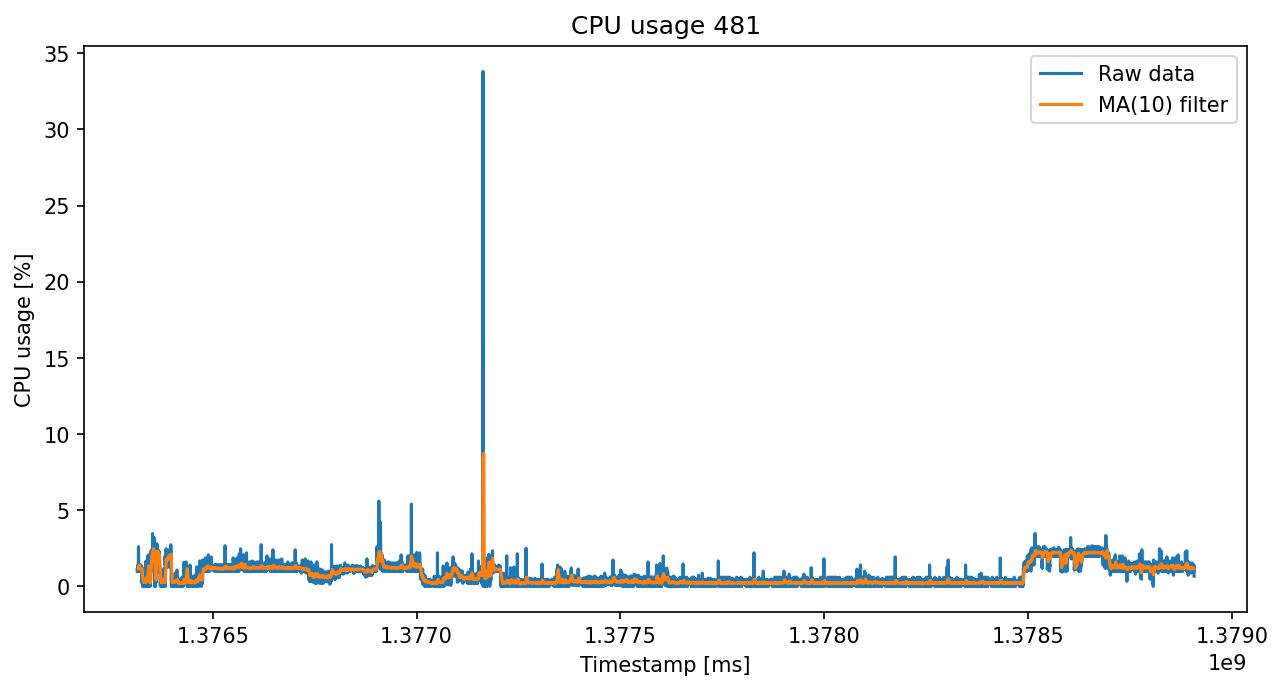 CPU usage 481
Raw data
MA(10) filter
CPU usage [%]
35
30
25
20
15
10
5
0
1.3765 1.3770 1.3775 1.3780 1.3785 1.3790
1e9
Timestamp [ms]